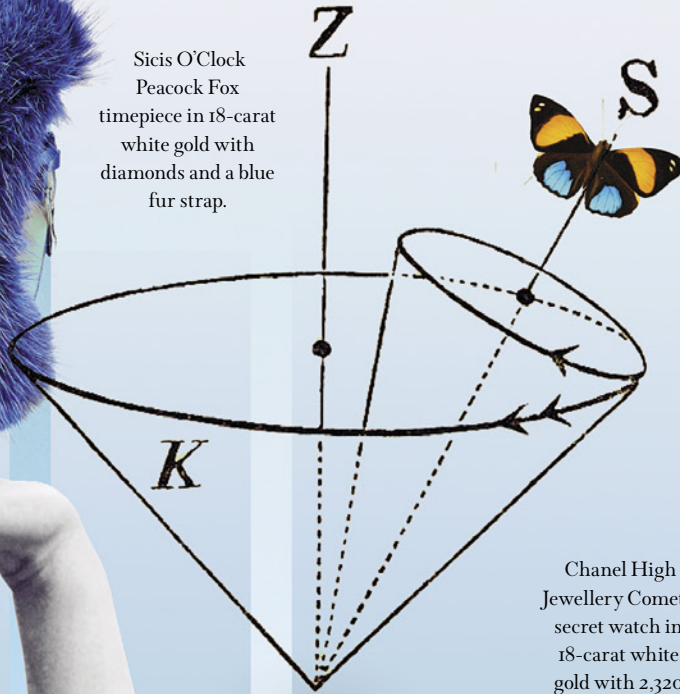 Sicis O’Clock
Peacock Fox
timepiece in 18-carat
white gold with
diamonds and a blue
fur strap.
Z
S
K
Chanel High
Jewellery Comet
secret watch in
18-carat white
gold with 2,320